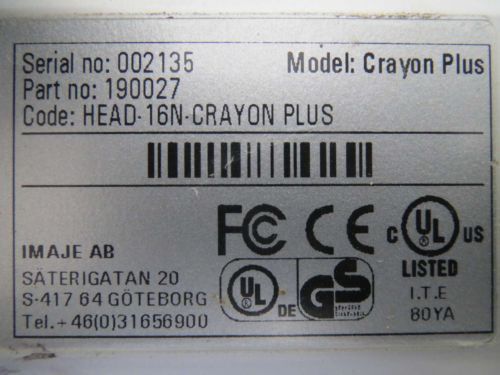 Serial no: 002135 Model: Crayon Plus
Part no: 190027
Code: HEAD-16N-CRAYON PLUS
FC CE C UL US
LISTED
I.T.E
80YA
IMAJE AB
SÄTERIGATAN 20
S-417 64 GÖTEBORG
Tel.+46(0)31656900
UL DE GS